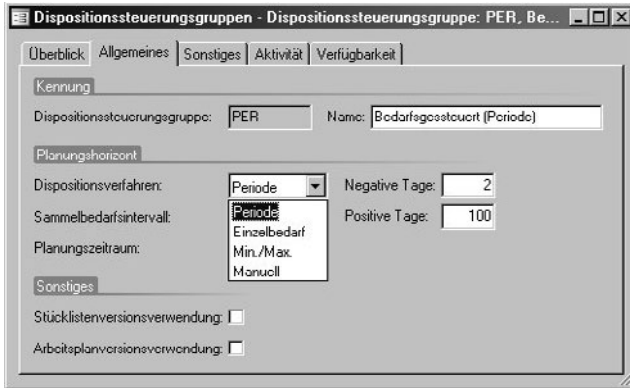 Dispositionssteuerungsgruppen - Dispositionssteuerungsgruppe: PER, Be...
Überblick Allgemeines Sonstiges Aktivität Verfügbarkeit
Kennung
Dispositionssteuerungsgruppe: PER Name: Bedarfsgesteuert (Periode)
Planungshorizont
Dispositionsverfahren: Periode Negative Tage: 2
Sammelbedarfsintervall: Periode Positive Tage: 100
Einzelbedarf
Planungszeitraum: Min./Max.
Manuell
Sonstiges
Stücklistenversionsverwendung:
Arbeitsplanversionsverwendung: